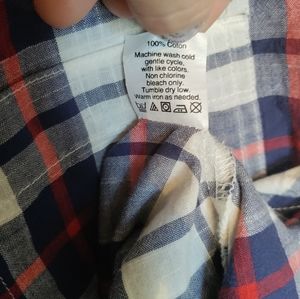 100% Cotton
Machine wash cold
gentle cycle,
with like colors.
Non chlorine
bleach only.
Tumble dry low.
Warm iron as needed.